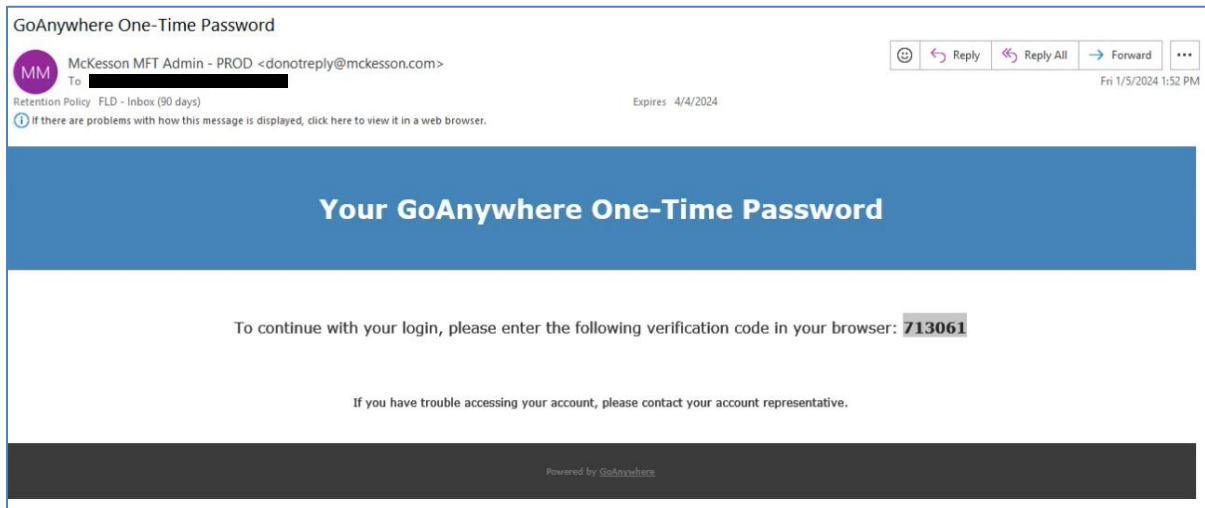 GoAnywhere One-Time Password
MM
McKesson MFT Admin - PROD <donotreply@mckesson.com>
To
Reply
Reply All
Forward
Fri 1/5/2024 1:52 PM
Retention Policy FLD - Inbox (90 days)
Expires 4/4/2024
If there are problems with how this message is displayed, click here to view it in a web browser.
Your GoAnywhere One-Time Password
To continue with your login, please enter the following verification code in your browser: 713061
If you have trouble accessing your account, please contact your account representative.
Powered by GoAnywhere